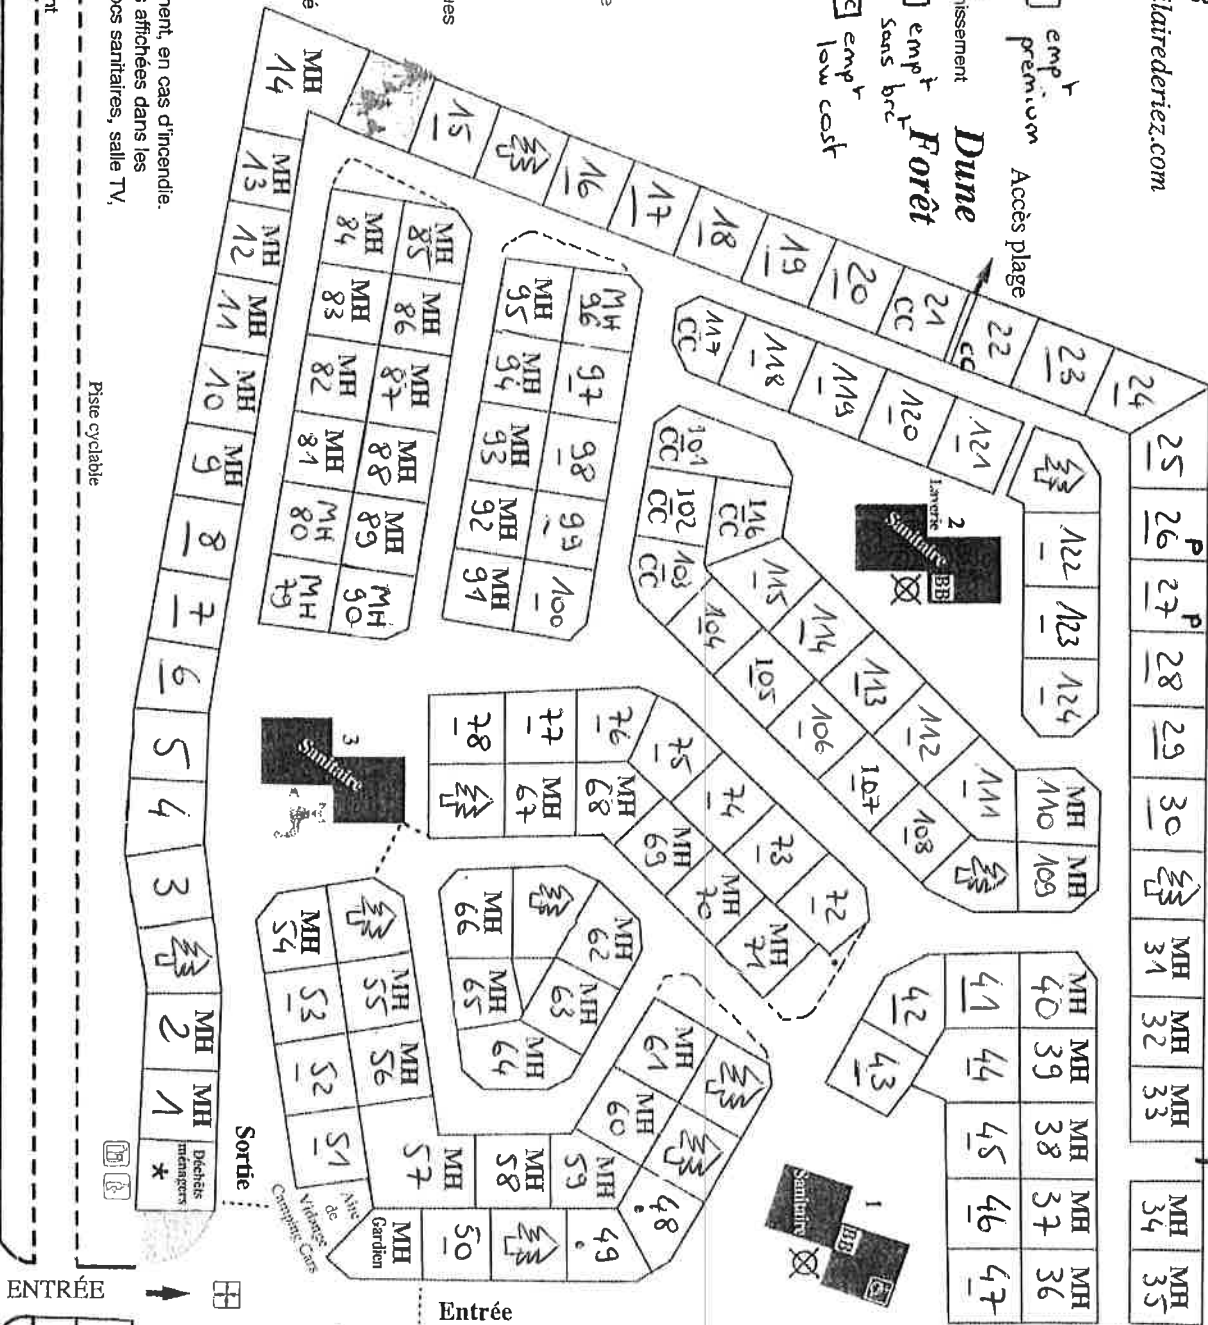 lairederiez.com
empt premium
Accès plage
nissement
Dune
Forêt
empt sans brct
c empt low cost
nent, en cas d'incendie.
s affichées dans les
ocs sanitaires, salle TV,
Piste cyclable
MH 14
MH 13
MH 12
MH 11
MH 10
MH 9
8
7
6
5
4
3
MH 2
MH 1
Déchets ménagers
*
15
16
17
18
19
20
21 CC
22 CC
23
24
25
26 P
27 P
28
29
30
MH 31
MH 32
MH 33
MH 34
MH 35
MH 85
MH 86
MH 87
MH 88
MH 89
MH 90
MH 84
MH 83
MH 82
MH 81
MH 80
MH 79
MH 96
97
98
99
100
MH 95
MH 94
MH 93
MH 92
MH 91
117 CC
118
119
120
121
122
123
124
Laverie
2
Sanitaire
BB
101 CC
102 CC
103 CC
116 CC
115
114
113
112
111
MH 110
MH 109
104
105
106
107
108
76
77
78
75
74
73
72
MH 67
MH 68
MH 69
MH 70
MH 71
3
Sanitaire
MH 66
MH 65
MH 64
MH 63
MH 62
MH 61
MH 60
MH 59
MH 58
MH 57
MH 56
MH 55
MH 54
53
52
51
MH 40
MH 39
MH 38
MH 37
MH 36
41
42
43
44
45
46
47
48
49
50
MH Gardien
1
Sanitaire
BB
Aire de Vidange Camping Cars
Sortie
Entrée
ENTRÉE